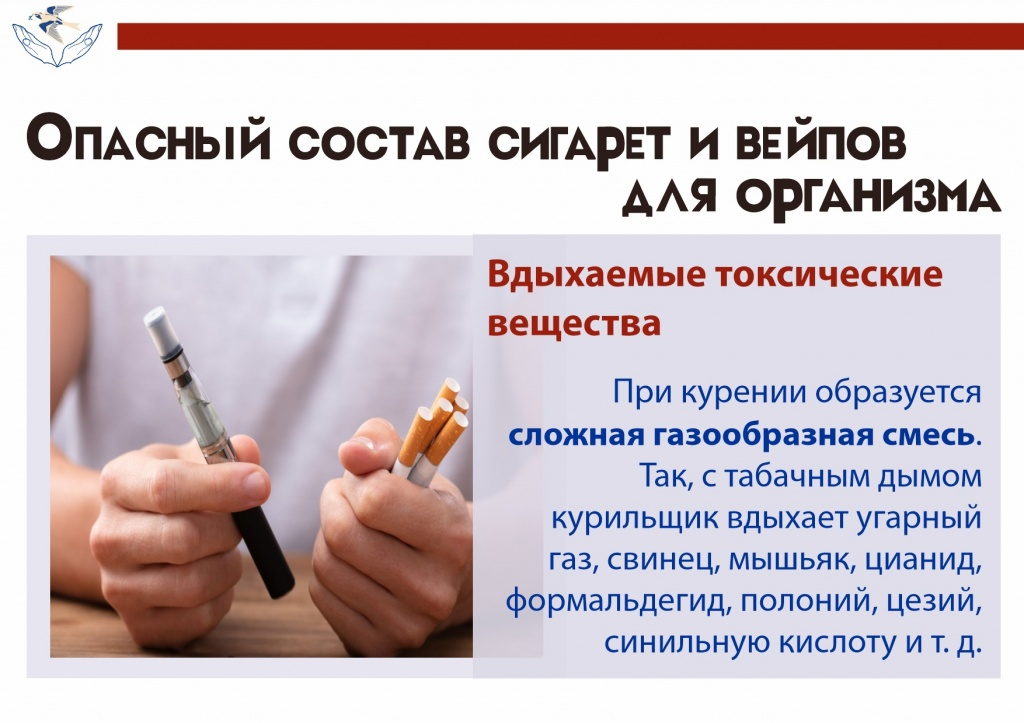 Опасный состав сигарет и вейпов
для организма
Вдыхаемые токсические
вещества
При курении образуется
сложная газообразная смесь.
Так, с табачным дымом
курильщик вдыхает угарный
газ, свинец, мышьяк, цианид,
формальдегид, полоний, цезий,
синильную кислоту и т. д.